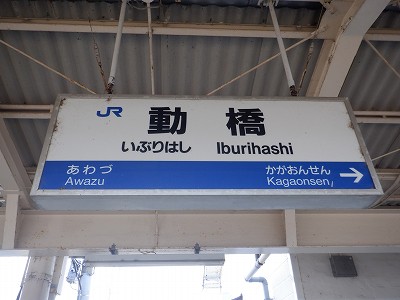 JR 動橋
いぶりはし Iburihashi
あわづ かがおんせん
Awazu Kagaonsen